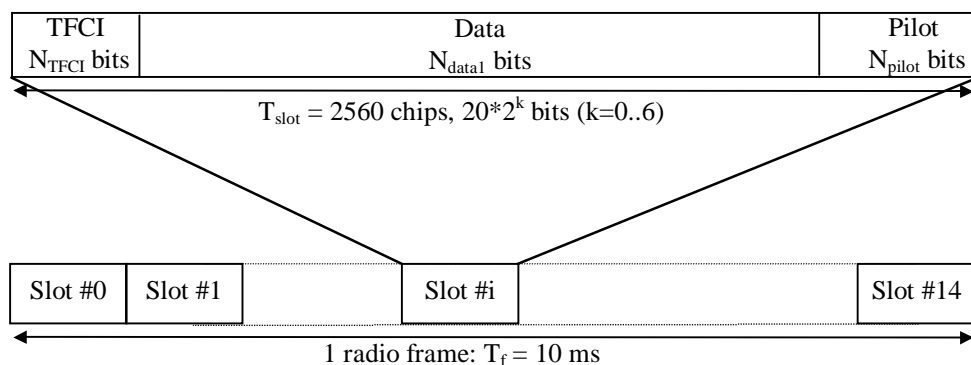 TFCI Data Pilot
N_TFCI bits N_data1 bits N_pilot bits
T_slot = 2560 chips, 20*2^k bits (k=0..6)
Slot #0 Slot #1 Slot #i Slot #14
1 radio frame: T_f = 10 ms